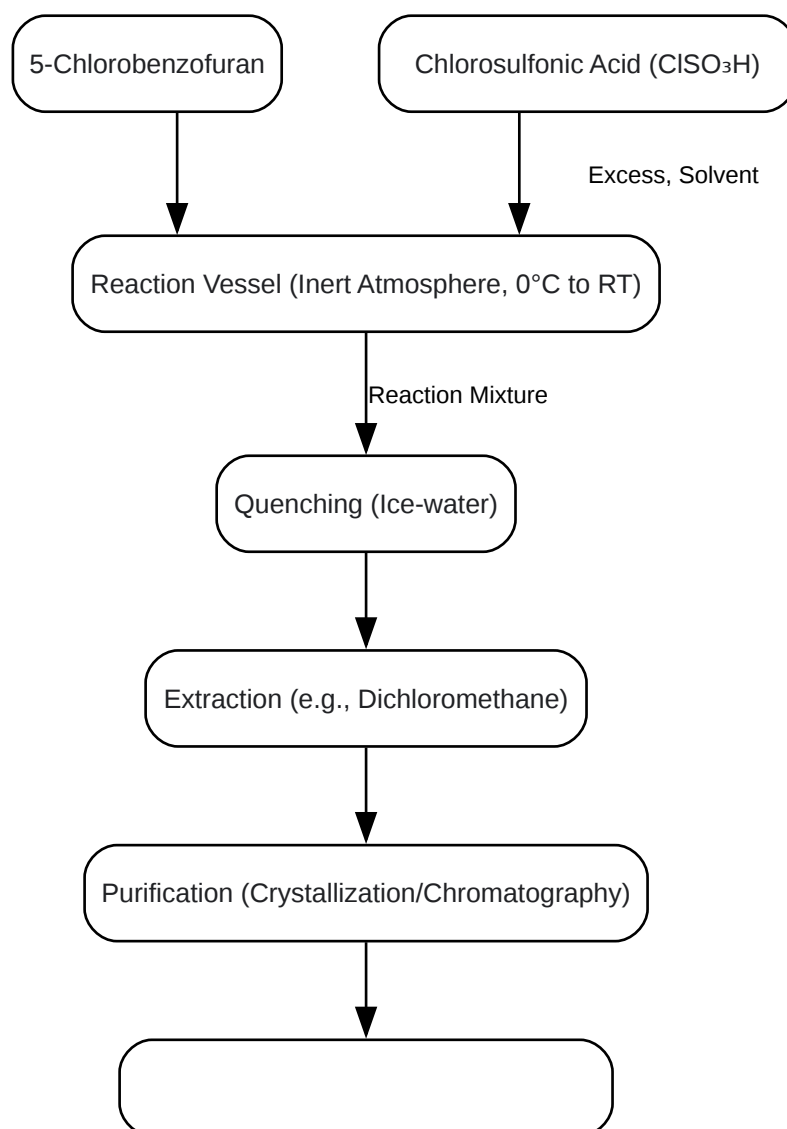 5-Chlorobenzofuran
Chlorosulfonic Acid (ClSO₃H)
Excess, Solvent
Reaction Vessel (Inert Atmosphere, 0°C to RT)
Reaction Mixture
Quenching (Ice-water)
Extraction (e.g., Dichloromethane)
Purification (Crystallization/Chromatography)